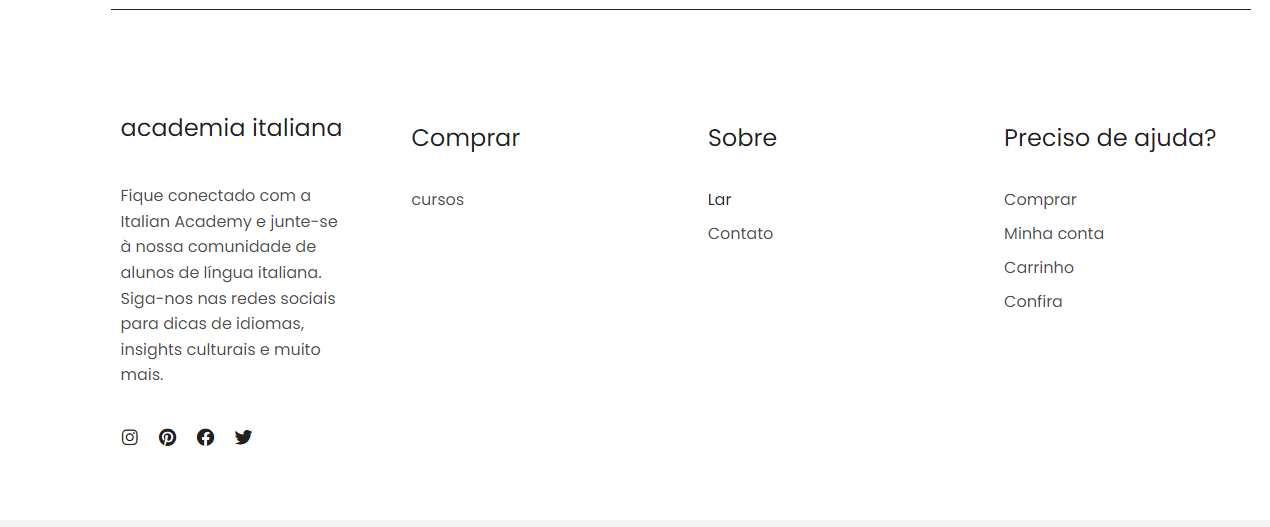 academia italiana
Fique conectado com a
Italian Academy e junte-se
à nossa comunidade de
alunos de língua italiana.
Siga-nos nas redes sociais
para dicas de idiomas,
insights culturais e muito
mais.
Comprar
cursos
Sobre
Lar
Contato
Preciso de ajuda?
Comprar
Minha conta
Carrinho
Confira